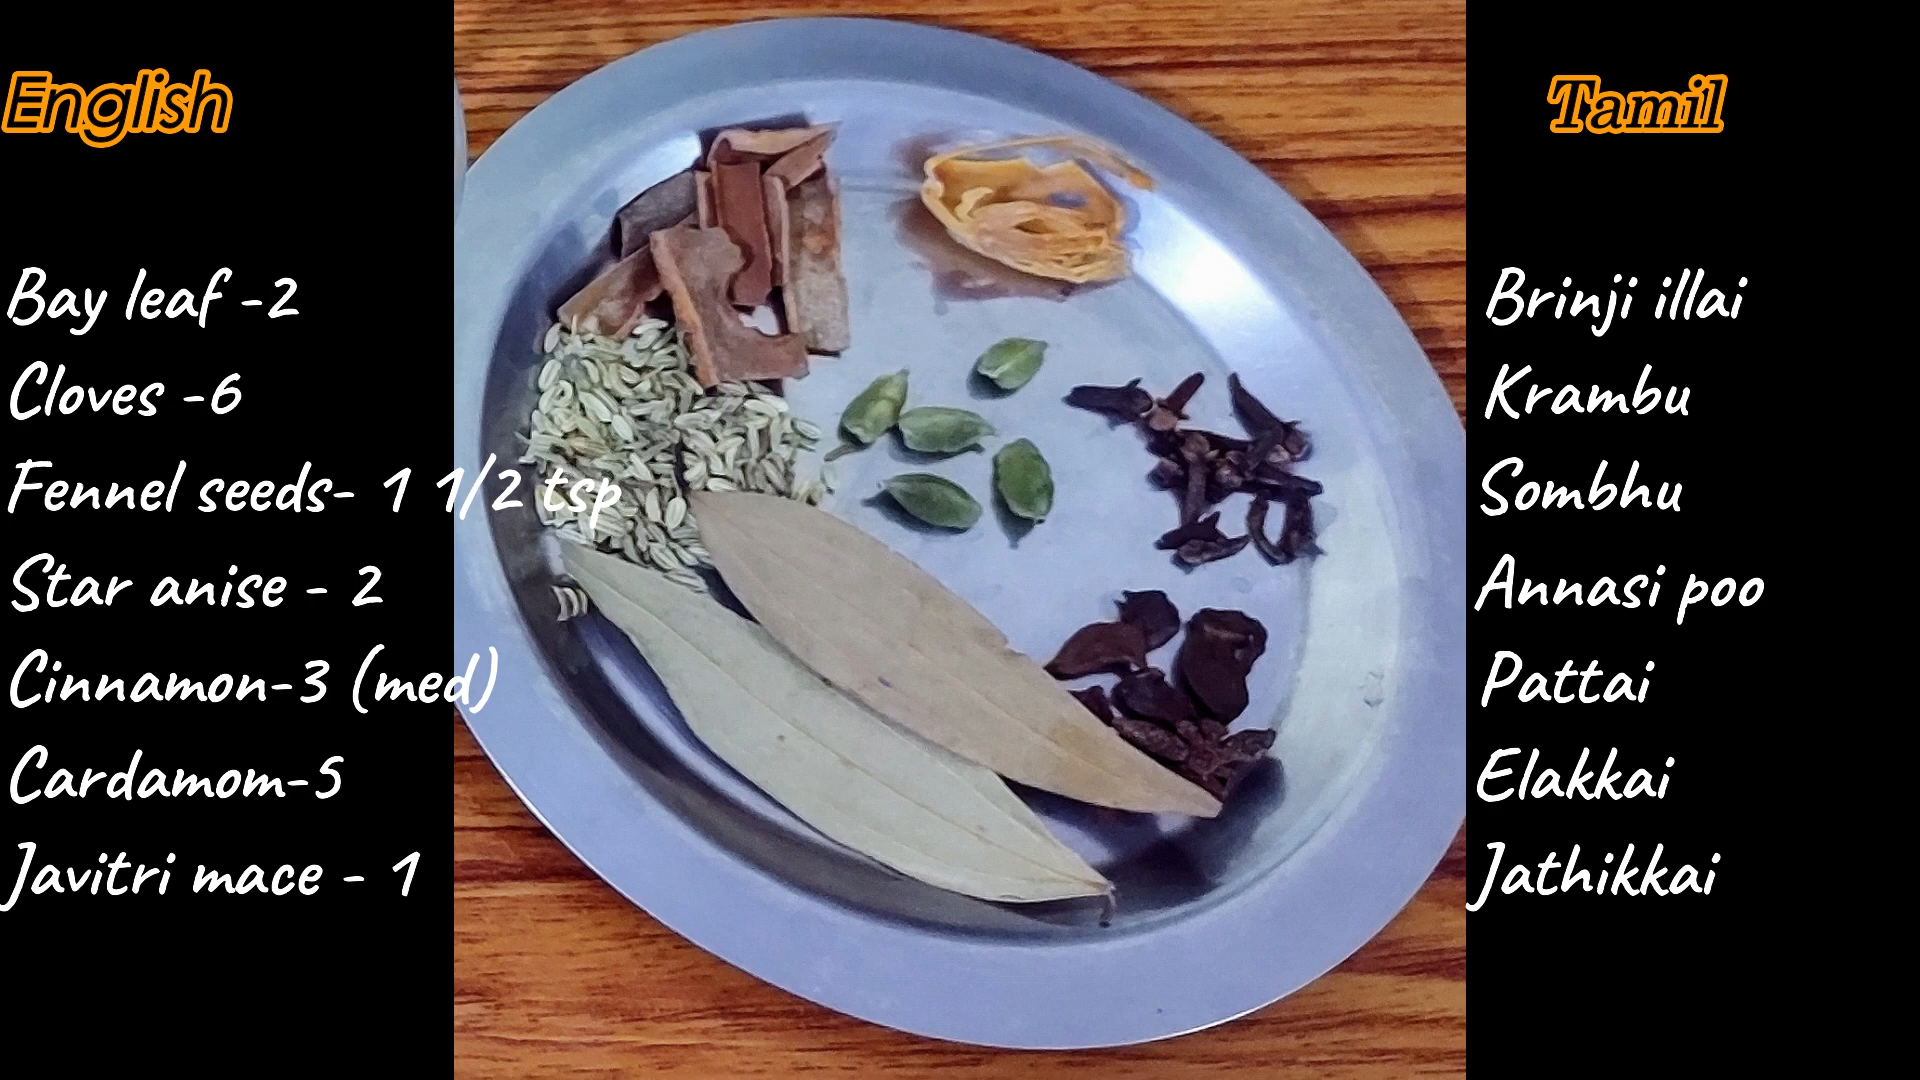 English
Bay leaf -2
Cloves -6
Fennel seeds- 1 1/2 tsp
Star anise - 2
Cinnamon-3 (med)
Cardamom-5
Javitri mace - 1
Tamil
Brinji illai
Krambu
Sombhu
Annasi poo
Pattai
Elakkai
Jathikkai